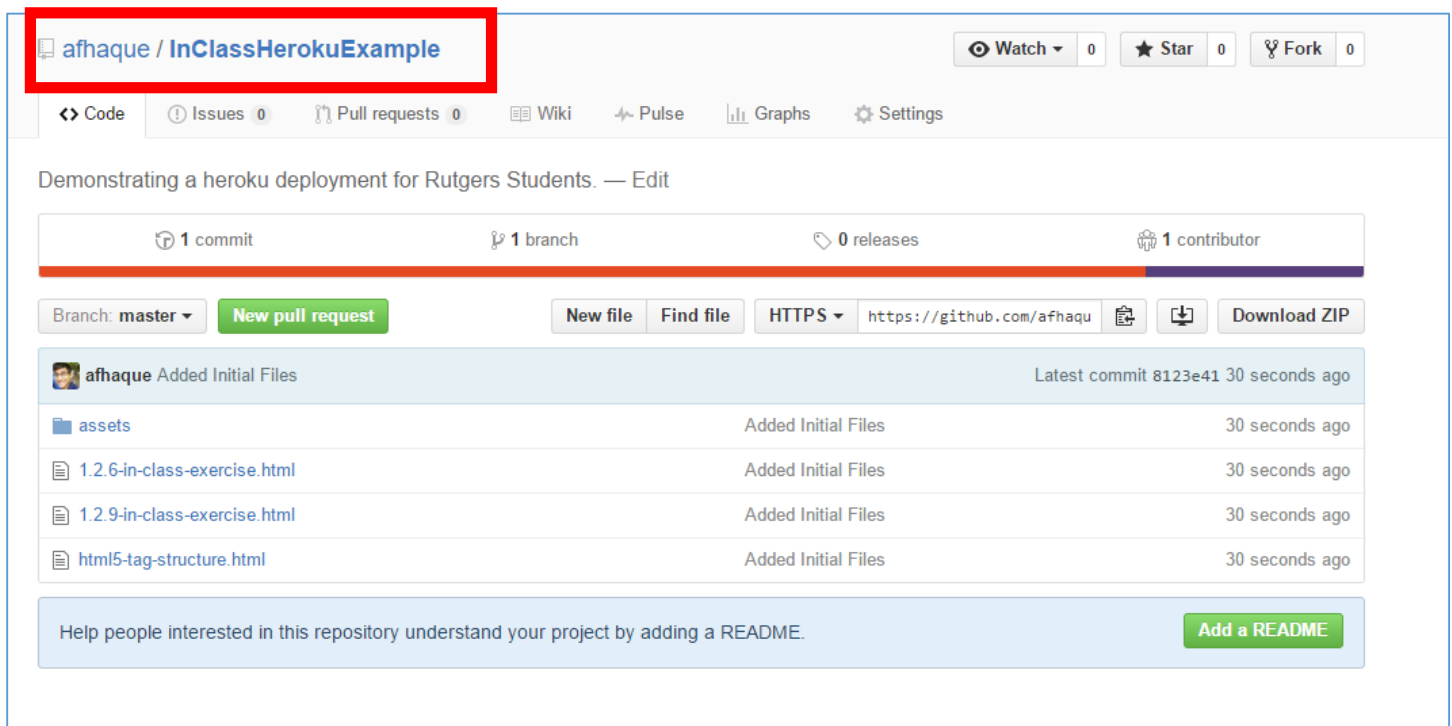 afhaque / InClassHerokuExample Watch 0 Star 0 Fork 0
Code Issues 0 Pull requests 0 Wiki Pulse Graphs Settings
Demonstrating a heroku deployment for Rutgers Students. — Edit
1 commit 1 branch 0 releases 1 contributor
Branch: master New pull request New file Find file HTTPS https://github.com/afhaqu Download ZIP
afhaque Added Initial Files Latest commit 8123e41 30 seconds ago
assets Added Initial Files 30 seconds ago
1.2.6-in-class-exercise.html Added Initial Files 30 seconds ago
1.2.9-in-class-exercise.html Added Initial Files 30 seconds ago
html5-tag-structure.html Added Initial Files 30 seconds ago
Help people interested in this repository understand your project by adding a README. Add a README